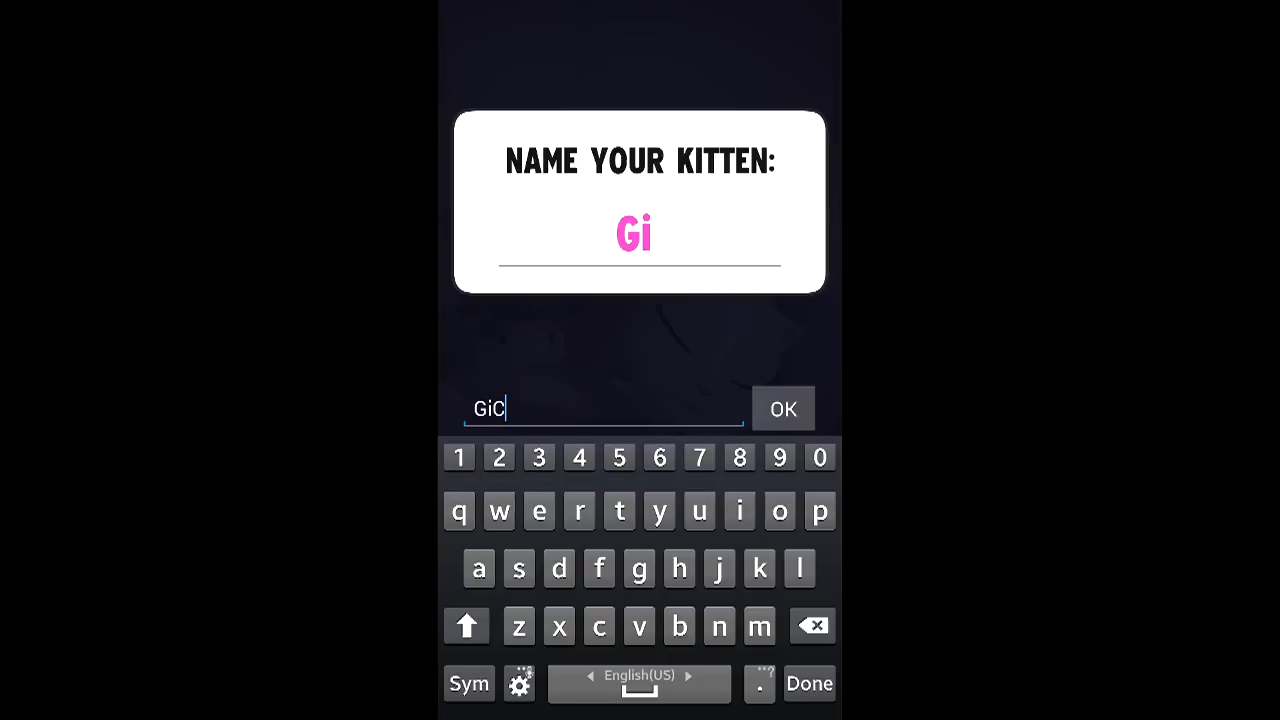 NAME YOUR KITTEN:
Gi
GiC OK
1 2 3 4 5 6 7 8 9 0
q w e r t y u i o p
a s d f g h j k l
z x c v b n m
Sym English(US) . Done